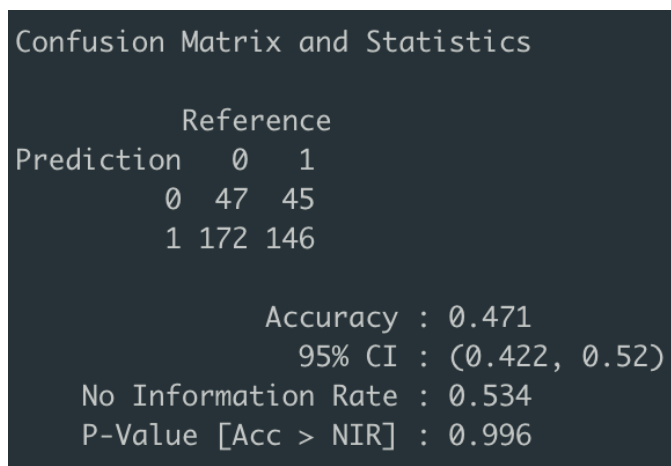 Confusion Matrix and Statistics
Reference
Prediction 0 1
0 47 45
1 172 146
Accuracy : 0.471
95% CI : (0.422, 0.52)
No Information Rate : 0.534
P-Value [Acc > NIR] : 0.996